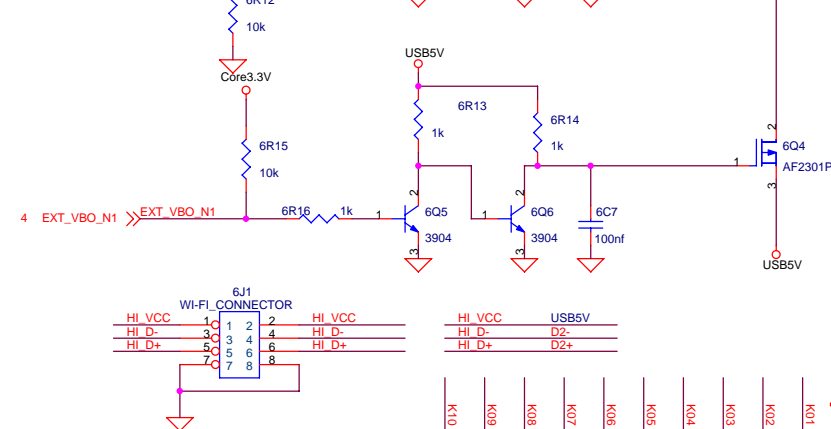 6R12
10k
Core3.3V
USB5V
6R13
1k
6R14
1k
2
6Q4
1
AF2301P
3
6R15
10k
4 EXT_VBO_N1 EXT_VBO_N1
6R16 1k
1 2 6Q5
3904
3
1 2 6Q6
3904
3
6C7
100nf
USB5V
6J1
WI-FI_CONNECTOR
HI_VCC 1 1 2 2 HI_VCC
HI_D- 3 3 4 4 HI_D-
HI_D+ 5 5 6 6 HI_D+
7 7 8 8
HI_VCC USB5V
HI_D- D2-
HI_D+ D2+
K10
K09
K08
K07
K06
K05
K04
K03
K02
K01